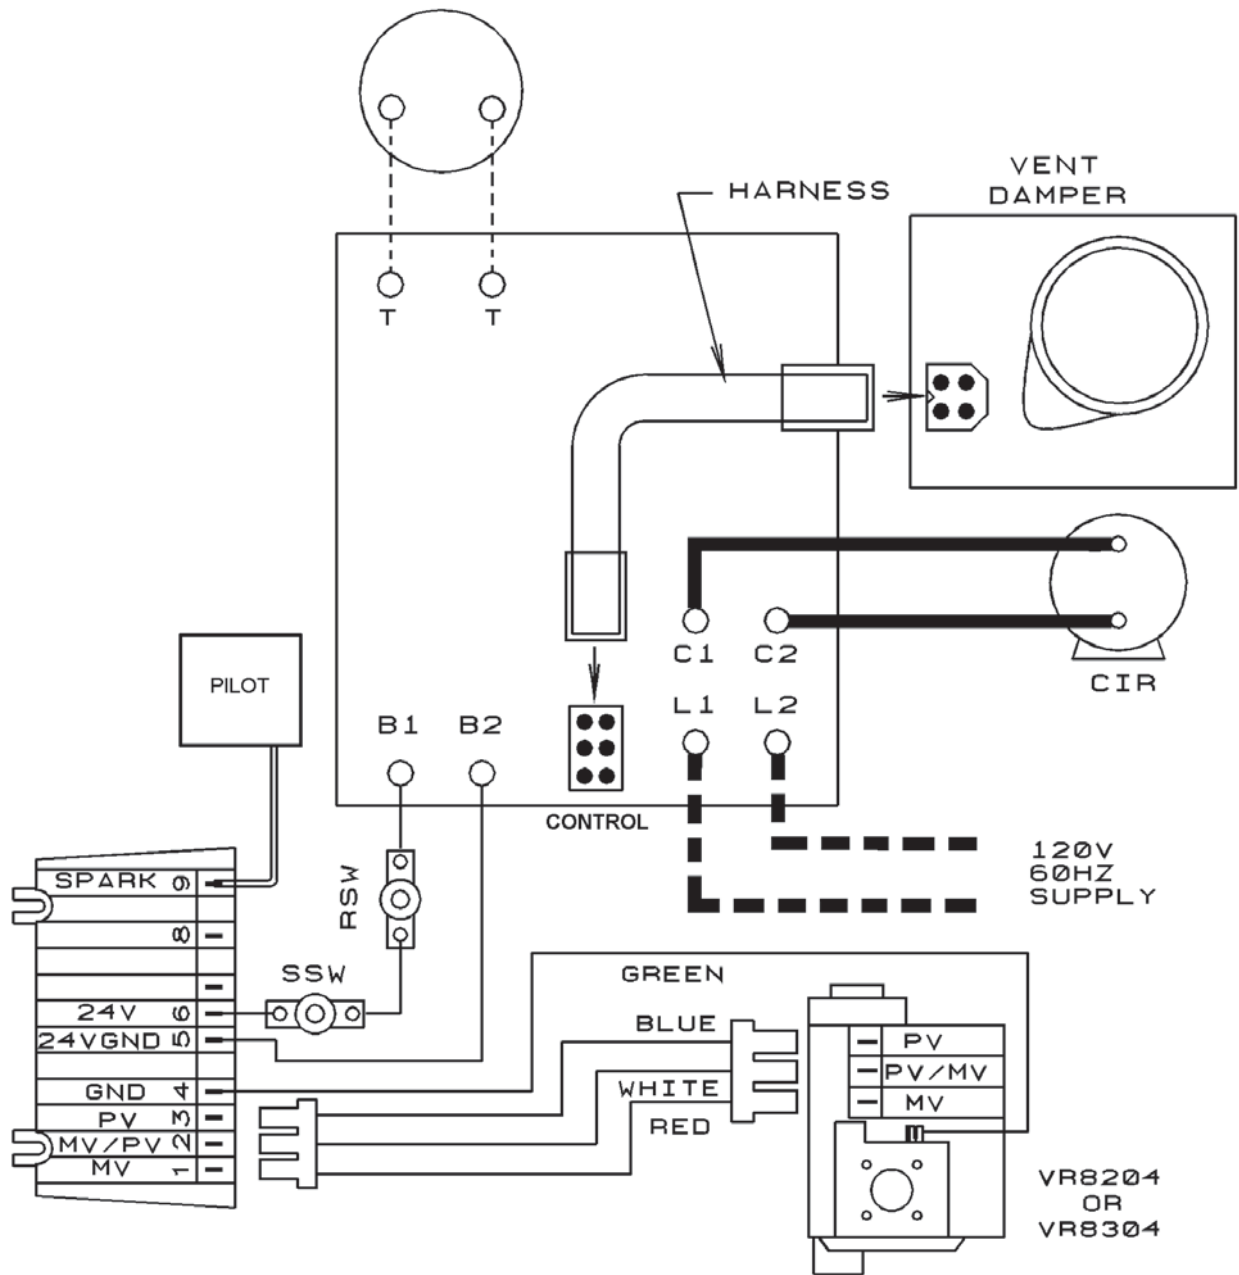 VENT
DAMPER
HARNESS
T
T
C1
C2
CIR
L1
L2
PILOT
B1
B2
CONTROL
120V
60HZ
SUPPLY
RSW
SSW
SPARK 9
8
24V 6
24VGND 5
GND 4
PV 3
MV/PV 2
MV 1
GREEN
BLUE
WHITE
RED
PV
PV/MV
MV
VR8204
OR
VR8304